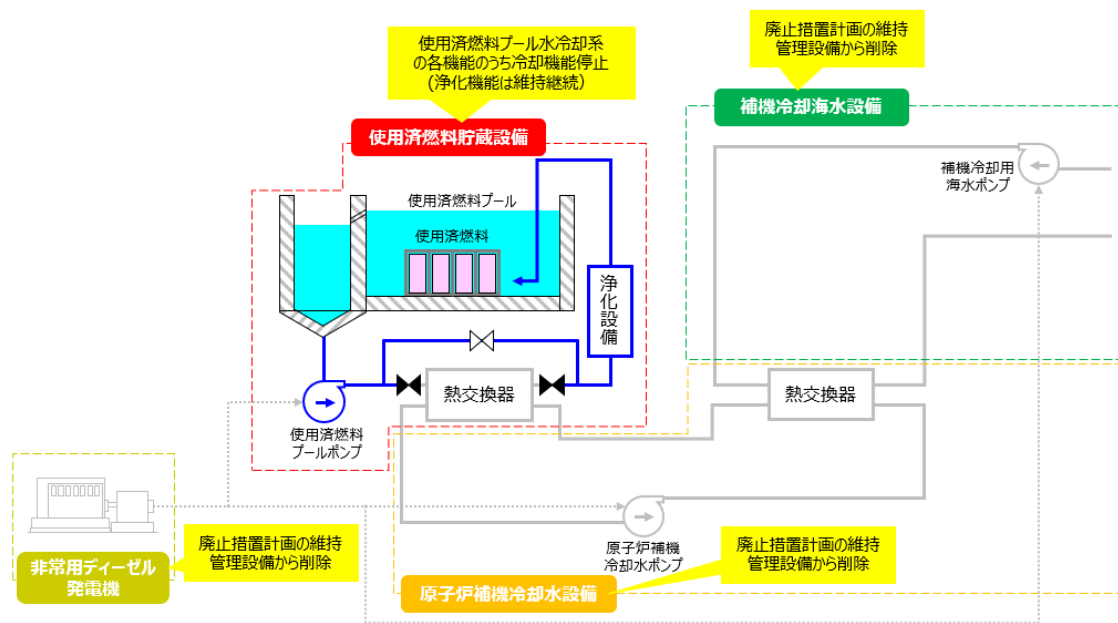 使用済燃料プール水冷却系
の各機能のうち冷却機能停止
(浄化機能は維持継続)
廃止措置計画の維持
管理設備から削除
使用済燃料貯蔵設備
補機冷却海水設備
補機冷却用
海水ポンプ
使用済燃料プール
使用済燃料
浄化設備
熱交換器
熱交換器
使用済燃料
プールポンプ
非常用ディーゼル
発電機
廃止措置計画の維持
管理設備から削除
原子炉補機
冷却水ポンプ
廃止措置計画の維持
管理設備から削除
原子炉補機冷却水設備